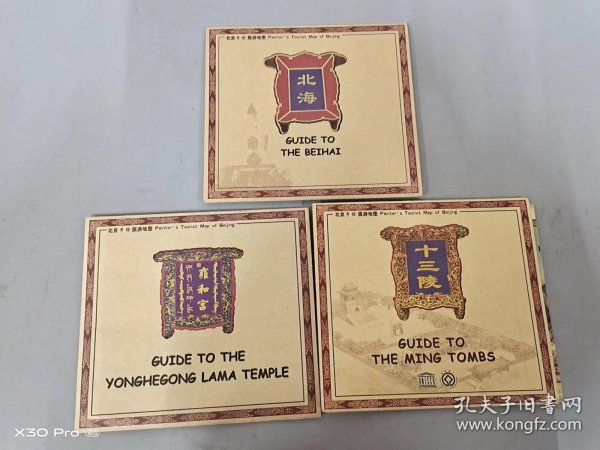 北京手绘旅游地图 Painter's Tourist Map of Beijing
北海
GUIDE TO
THE BEIHAI
北京手绘旅游地图 Painter's Tourist Map of Beijing
雍和宫
GUIDE TO THE
YONGHEGONG LAMA TEMPLE
北京手绘旅游地图 Painter's Tourist Map of Beijing
十三陵
GUIDE TO
THE MING TOMBS
X30 Pro 5G
孔夫子旧书网
www.kongfz.com